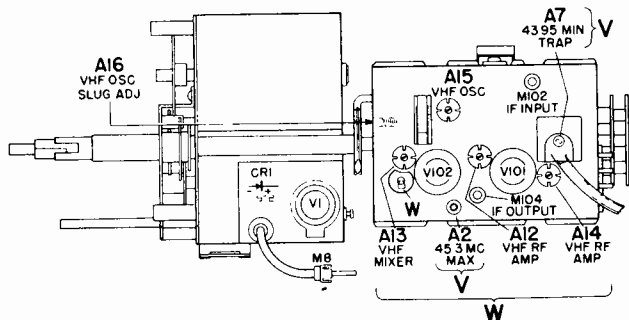 A7
43.95 MIN
TRAP
V
A16
VHF OSC
SLUG ADJ
A15
VHF OSC
M102
IF INPUT
CR1
V1
V102
V101
W
M104
IF OUTPUT
M8
A13
VHF
MIXER
A2
45.3 MC
MAX
V
A12
VHF RF
AMP
A14
VHF RF
AMP
W